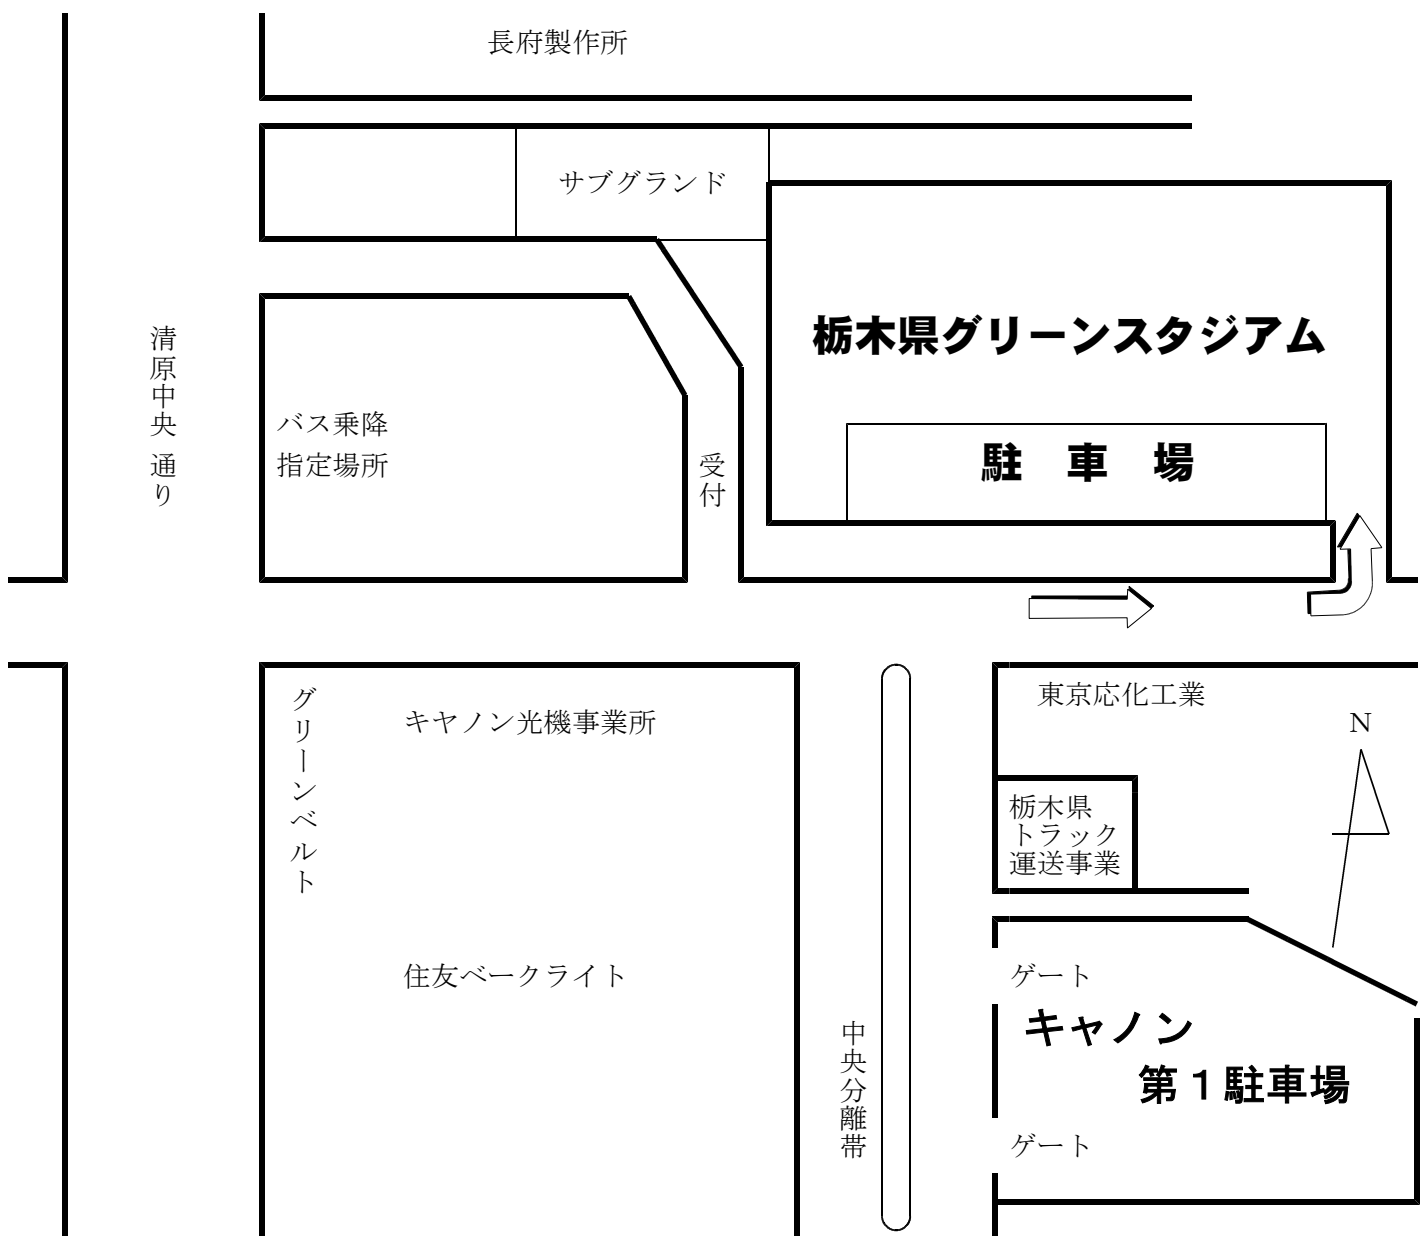 長府製作所
サブグランド
栃木県グリーンスタジアム
清原中央 通り
バス乗降
指定場所
受付
駐 車 場
グリーンベルト
キヤノン光機事業所
東京応化工業
N
栃木県
トラック
運送事業
住友ベークライト
ゲート
キャノン
第1駐車場
中央分離帯
ゲート